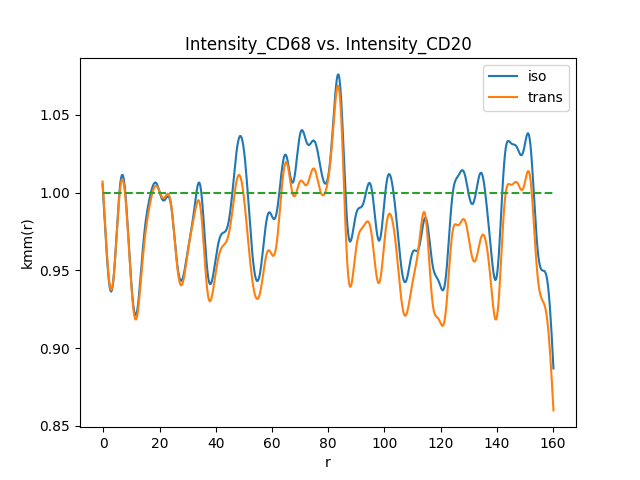 Intensity_CD68 vs. Intensity_CD20
iso
trans
1.05
1.00
0.95
0.90
0.85
kmm(r)
0 20 40 60 80 100 120 140 160
r